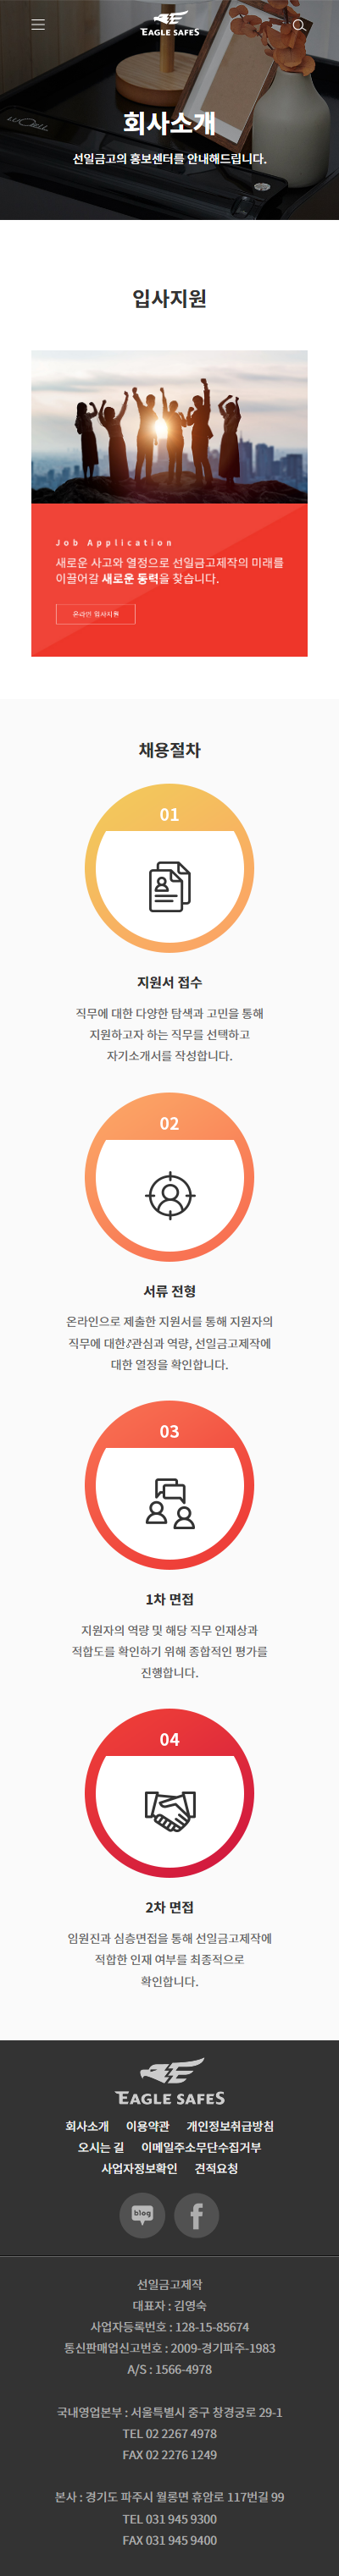 EAGLE SAFES
회사소개
선일금고의 홍보센터를 안내해드립니다.
입사지원
Job Application
새로운 사고와 열정으로 선일금고제작의 미래를
이끌어갈 새로운 동력을 찾습니다.
온라인 입사지원
채용절차
01
지원서 접수
직무에 대한 다양한 탐색과 고민을 통해
지원하고자 하는 직무를 선택하고
자기소개서를 작성합니다.
02
서류 전형
온라인으로 제출한 지원서를 통해 지원자의
직무에 대한?관심과 역량, 선일금고제작에
대한 열정을 확인합니다.
03
1차 면접
지원자의 역량 및 해당 직무 인재상과
적합도를 확인하기 위해 종합적인 평가를
진행합니다.
04
2차 면접
임원진과 심층면접을 통해 선일금고제작에
적합한 인재 여부를 최종적으로
확인합니다.
EAGLE SAFES
회사소개 이용약관 개인정보취급방침
오시는 길 이메일주소무단수집거부
사업자정보확인 견적요청
blog
선일금고제작
대표자 : 김영숙
사업자등록번호 : 128-15-85674
통신판매업신고번호 : 2009-경기파주-1983
A/S : 1566-4978
국내영업본부 : 서울특별시 중구 창경궁로 29-1
TEL 02 2267 4978
FAX 02 2276 1249
본사 : 경기도 파주시 월롱면 휴암로 117번길 99
TEL 031 945 9300
FAX 031 945 9400